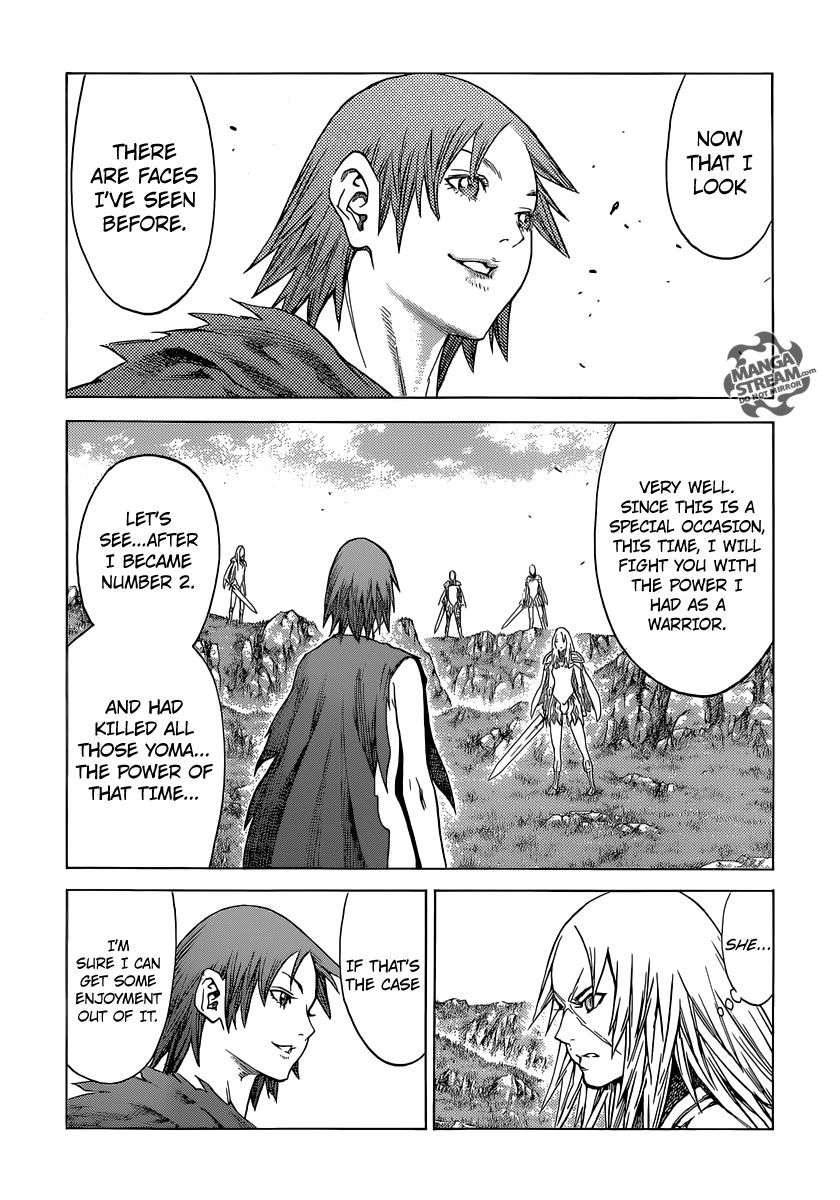 NOW
THAT I
LOOK
THERE
ARE FACES
I'VE SEEN
BEFORE.
MANGA
STREAM.com
DO NOT MIRROR
VERY WELL.
SINCE THIS IS A
SPECIAL OCCASION,
THIS TIME, I WILL
FIGHT YOU WITH
THE POWER I
HAD AS A
WARRIOR.
LET'S
SEE...AFTER
I BECAME
NUMBER 2.
AND HAD
KILLED ALL
THOSE YOMA...
THE POWER OF
THAT TIME...
SHE...
IF THAT'S
THE CASE
I'M
SURE I CAN
GET SOME
ENJOYMENT
OUT OF IT.